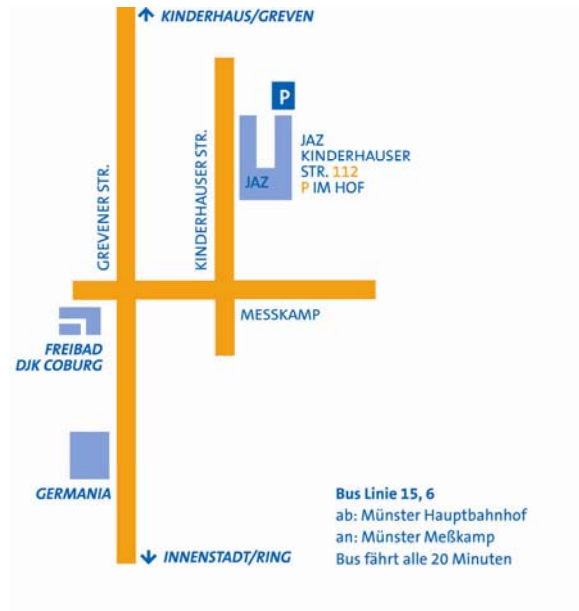 KINDERHAUS/GREVEN
P
GREVENER STR.
KINDERHAUSER STR.
JAZ
JAZ
KINDERHAUSER
STR. 112
P IM HOF
MESSKAMP
FREIBAD
DJK COBURG
GERMANIA
Bus Linie 15, 6
ab: Münster Hauptbahnhof
an: Münster Meßkamp
Bus fährt alle 20 Minuten
INNENSTADT/RING